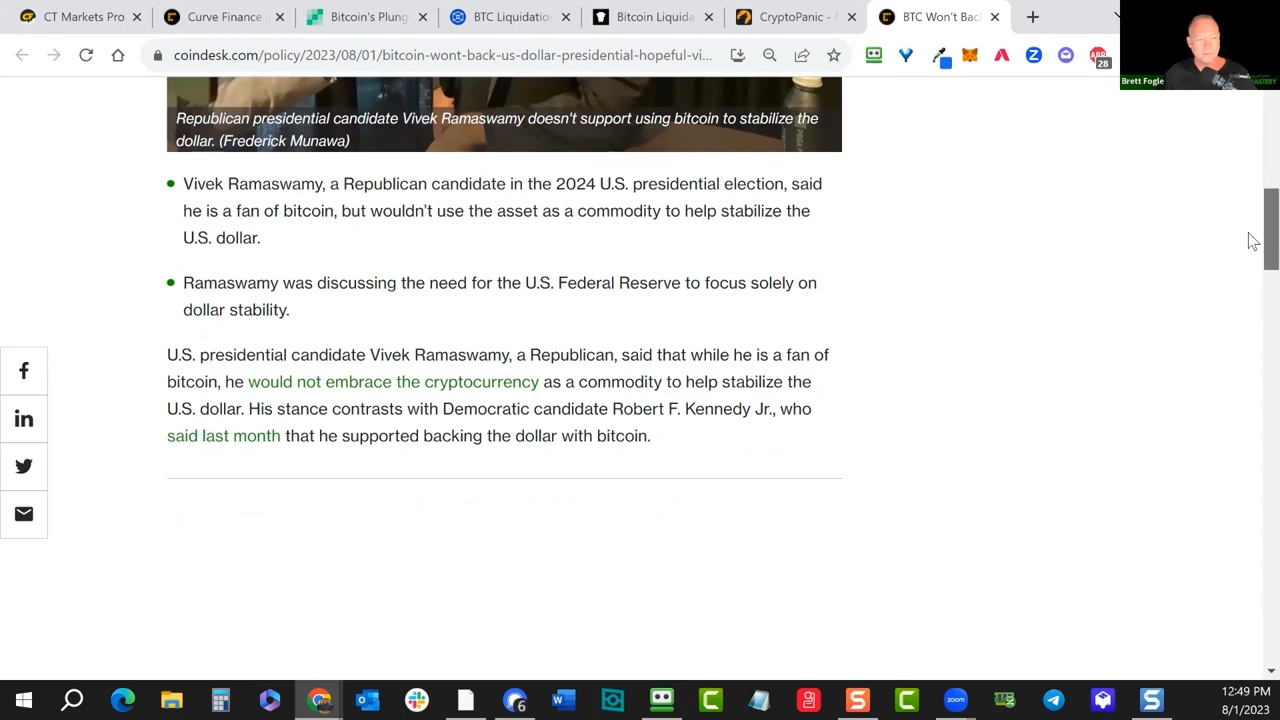 CT Markets Pro
Curve Finance
Bitcoin's Plung
BTC Liquidation
Bitcoin Liquida
CryptoPanic -
BTC Won't Bac
coindesk.com/policy/2023/08/01/bitcoin-wont-back-us-dollar-presidential-hopeful-vi...
28
Brett Fogle
MASTERY
Republican presidential candidate Vivek Ramaswamy doesn't support using bitcoin to stabilize the
dollar. (Frederick Munawa)
Vivek Ramaswamy, a Republican candidate in the 2024 U.S. presidential election, said
he is a fan of bitcoin, but wouldn't use the asset as a commodity to help stabilize the
U.S. dollar.
Ramaswamy was discussing the need for the U.S. Federal Reserve to focus solely on
dollar stability.
U.S. presidential candidate Vivek Ramaswamy, a Republican, said that while he is a fan of
bitcoin, he would not embrace the cryptocurrency as a commodity to help stabilize the
U.S. dollar. His stance contrasts with Democratic candidate Robert F. Kennedy Jr., who
said last month that he supported backing the dollar with bitcoin.
12:49 PM
8/1/2023